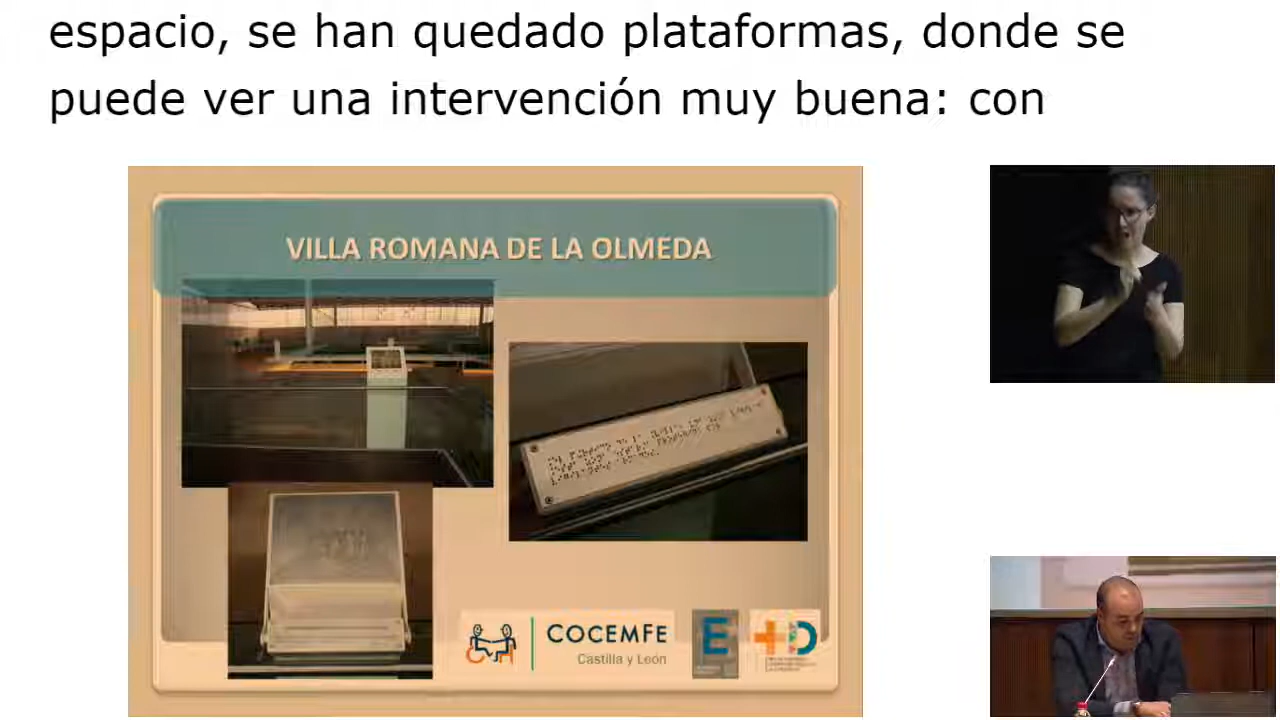 espacio, se han quedado plataformas, donde se
puede ver una intervención muy buena: con
VILLA ROMANA DE LA OLMEDA
COCEMFE
Castilla y León
E
+D